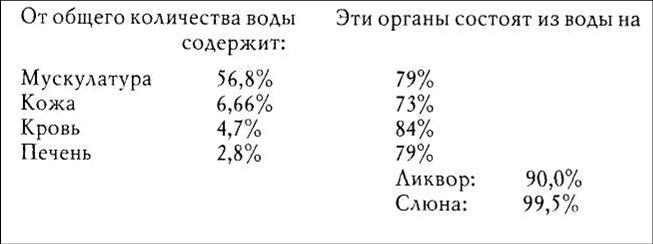 От общего количества воды Эти органы состоят из воды на
содержит:
Мускулатура 56,8% 79%
Кожа 6,66% 73%
Кровь 4,7% 84%
Печень 2,8% 79%
Ликвор: 90,0%
Слюна: 99,5%